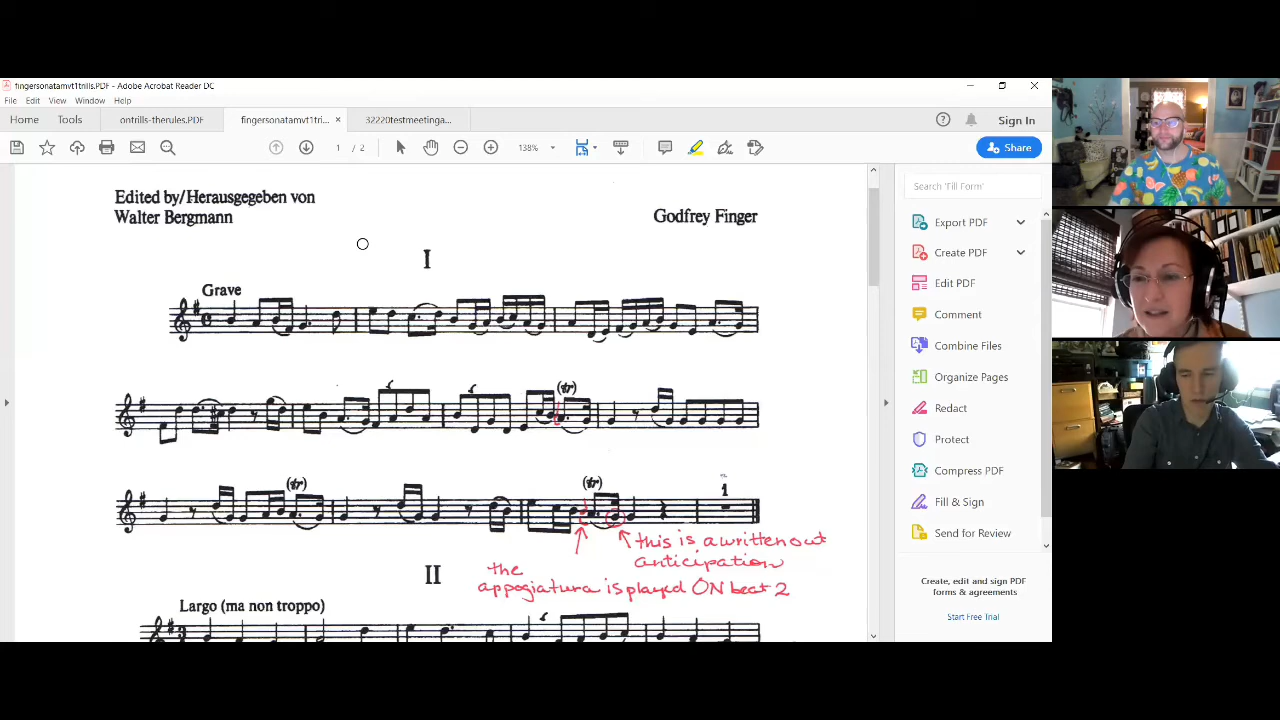 fingersonatamvt1trills.PDF - Adobe Acrobat Reader DC
File Edit View Window Help
Home Tools ontrills-therules.PDF fingersonatamvt1tri... × 32220testmeetinga... Sign In
1 / 2 138% Share
Edited by/Herausgegeben von
Walter Bergmann
Godfrey Finger
I
Grave
(tr)
(tr) (tr) 1
this is a written out
anticipation
the
appogiatura is played ON beat 2
II
Largo (ma non troppo)
3
Search 'Fill Form'
Export PDF
Create PDF
Edit PDF
Comment
Combine Files
Organize Pages
Redact
Protect
Compress PDF
Fill & Sign
Send for Review
Create, edit and sign PDF
forms & agreements
Start Free Trial